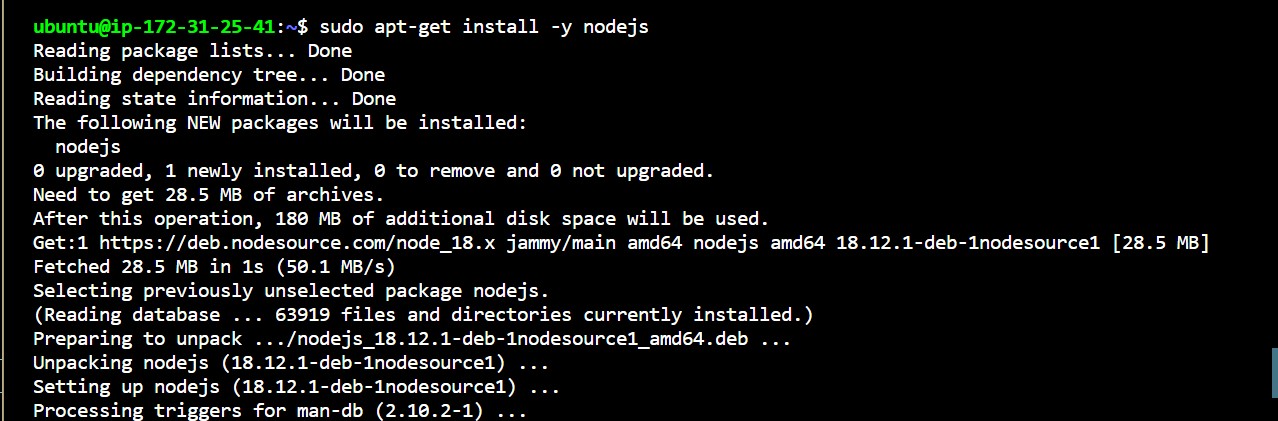 ubuntu@ip-172-31-25-41:~$ sudo apt-get install -y nodejs
Reading package lists... Done
Building dependency tree... Done
Reading state information... Done
The following NEW packages will be installed:
  nodejs
0 upgraded, 1 newly installed, 0 to remove and 0 not upgraded.
Need to get 28.5 MB of archives.
After this operation, 180 MB of additional disk space will be used.
Get:1 https://deb.nodesource.com/node_18.x jammy/main amd64 nodejs amd64 18.12.1-deb-1nodesource1 [28.5 MB]
Fetched 28.5 MB in 1s (50.1 MB/s)
Selecting previously unselected package nodejs.
(Reading database ... 63919 files and directories currently installed.)
Preparing to unpack .../nodejs_18.12.1-deb-1nodesource1_amd64.deb ...
Unpacking nodejs (18.12.1-deb-1nodesource1) ...
Setting up nodejs (18.12.1-deb-1nodesource1) ...
Processing triggers for man-db (2.10.2-1) ...